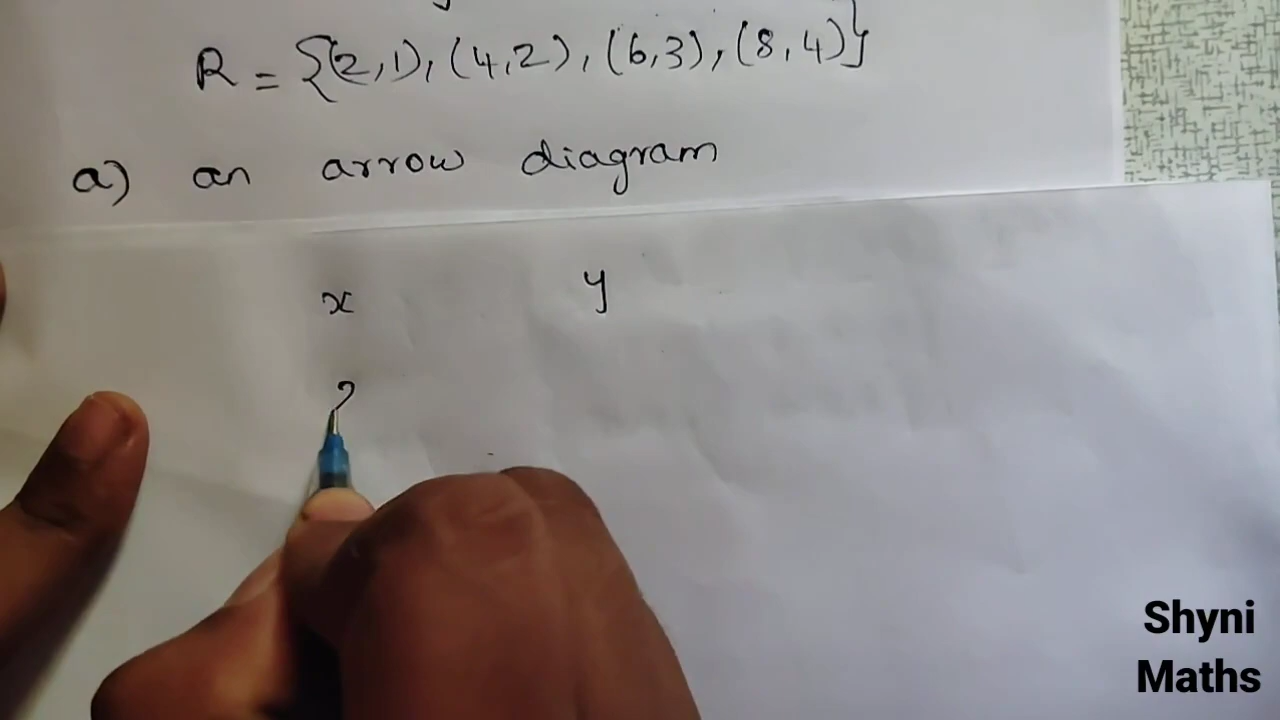 R = {(2,1), (4,2), (6,3), (8,4)}
a) an arrow diagram
x y
2
Shyni
Maths